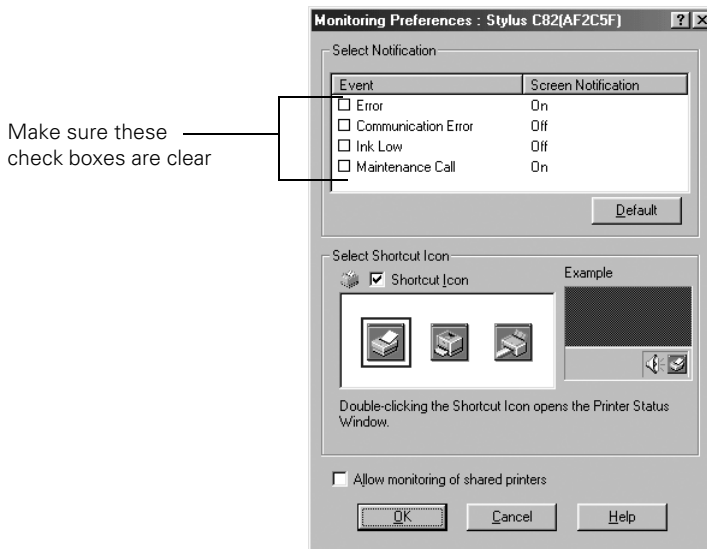 Monitoring Preferences : Stylus C82(AF2C5F)
Select Notification
Event Screen Notification
Error On
Communication Error Off
Ink Low Off
Maintenance Call On
Make sure these
check boxes are clear
Default
Select Shortcut Icon
Shortcut Icon
Example
Double-clicking the Shortcut Icon opens the Printer Status
Window.
Allow monitoring of shared printers
OK Cancel Help